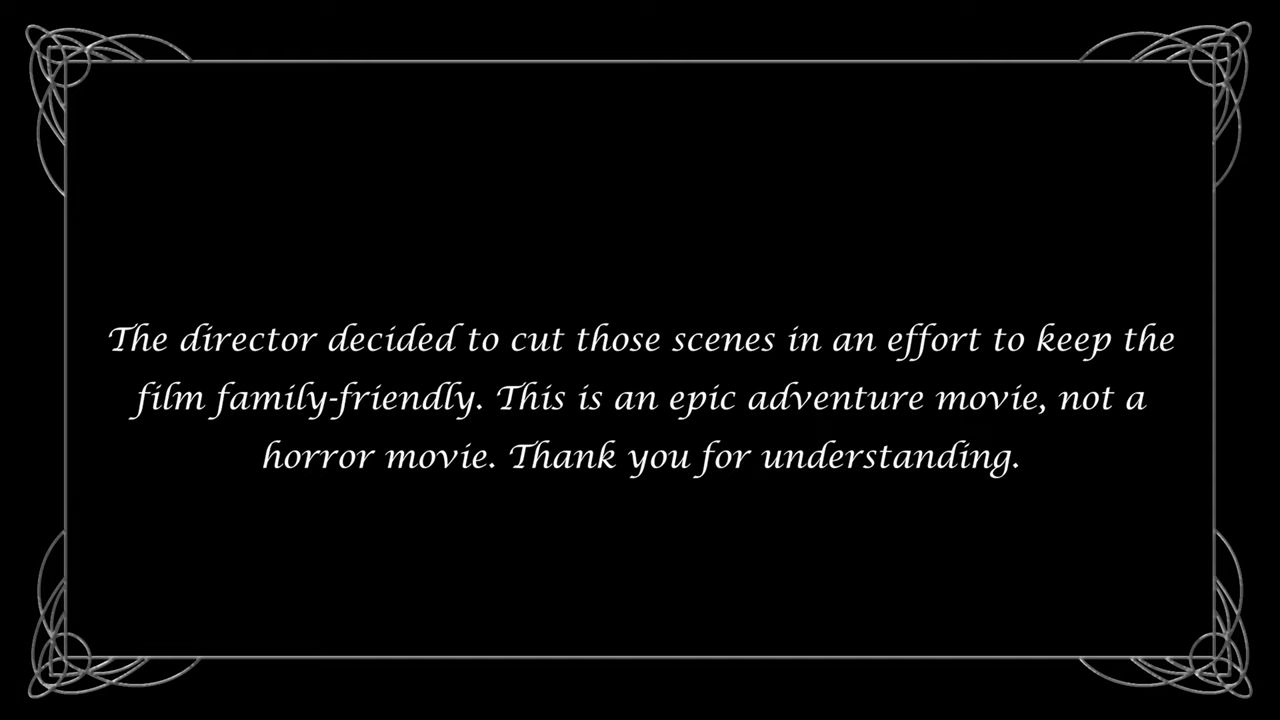 The director decided to cut those scenes in an effort to keep the
film family-friendly. This is an epic adventure movie, not a
horror movie. Thank you for understanding.